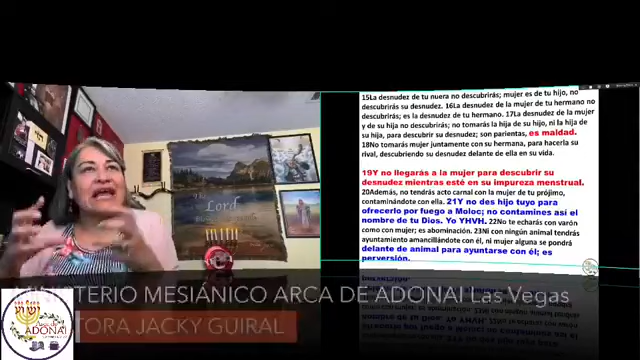 15La desnudez de tu nuera no descubrirás; mujer es de tu hijo, no
descubrirás su desnudez. 16La desnudez de la mujer de tu hermano no
descubrirás; es la desnudez de tu hermano. 17La desnudez de la mujer
y de su hija no descubrirás; no tomarás la hija de su hijo, ni la hija de
su hija, para descubrir su desnudez; son parientas, es maldad.
18No tomarás mujer juntamente con su hermana, para hacerla su
rival, descubriendo su desnudez delante de ella en su vida.
19Y no llegarás a la mujer para descubrir su
desnudez mientras esté en su impureza menstrual.
20Además, no tendrás acto carnal con la mujer de tu prójimo,
contaminándote con ella. 21Y no des hijo tuyo para
ofrecerlo por fuego a Moloc; no contamines así el
nombre de tu Dios. Yo YHVH. 22No te echarás con varón
como con mujer; es abominación. 23Ni con ningún animal tendrás
ayuntamiento amancillándote con él, ni mujer alguna se pondrá
delante de animal para ayuntarse con él; es
perversión.
The
Lord
NISTERIO MESIÁNICO ARCA DE ADONAI Las Vegas
TORA JACKY GUIRAL
Arca de
ADONAI